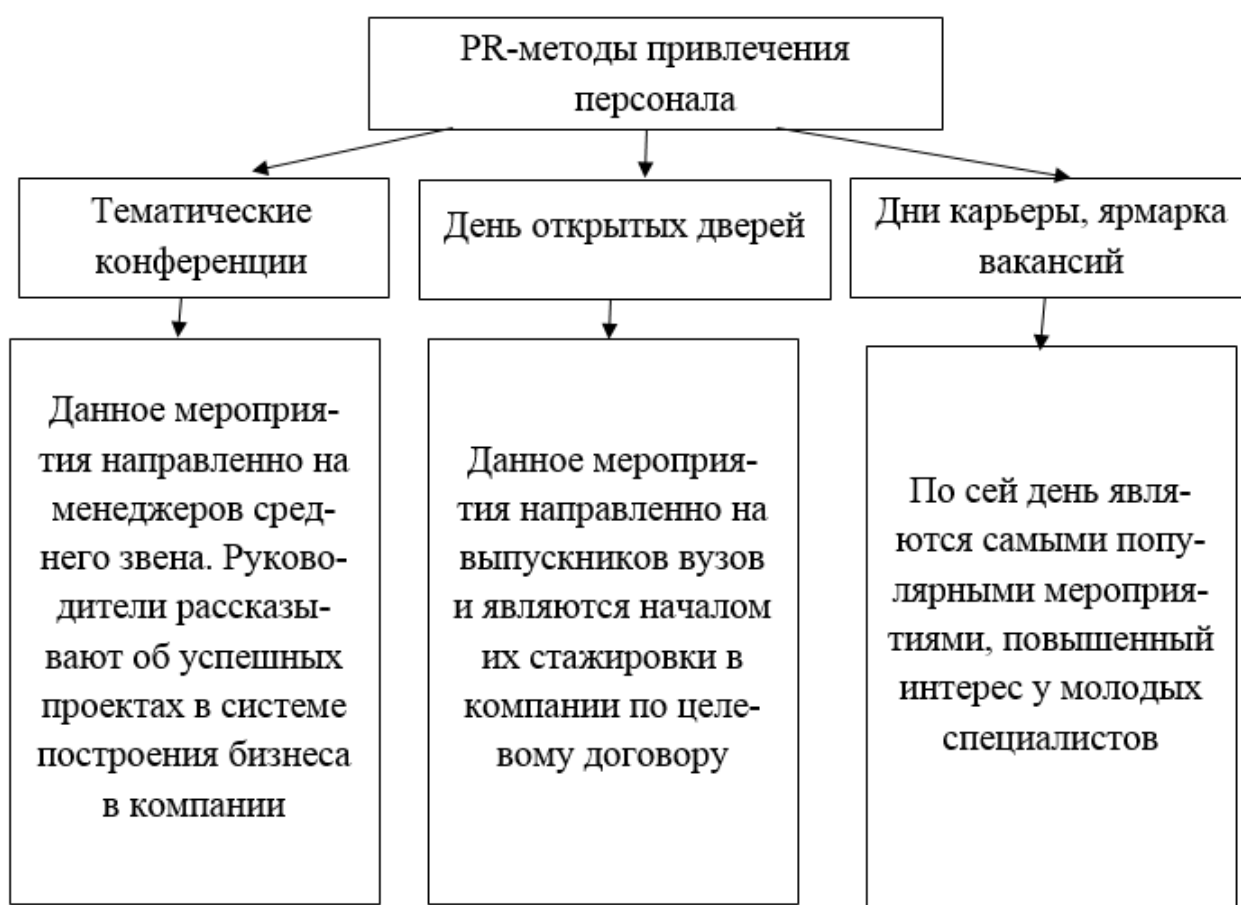 PR-методы привлечения
персонала
Тематические
конференции
День открытых дверей
Дни карьеры, ярмарка
вакансий
Данное мероприя-
тия направленно на
менеджеров сред-
него звена. Руково-
дители рассказы-
вают об успешных
проектах в системе
построения бизнеса
в компании
Данное мероприя-
тия направленно на
выпускников вузов
и являются началом
их стажировки в
компании по целе-
вому договору
По сей день явля-
ются самыми попу-
лярными мероприя-
тиями, повышенный
интерес у молодых
специалистов